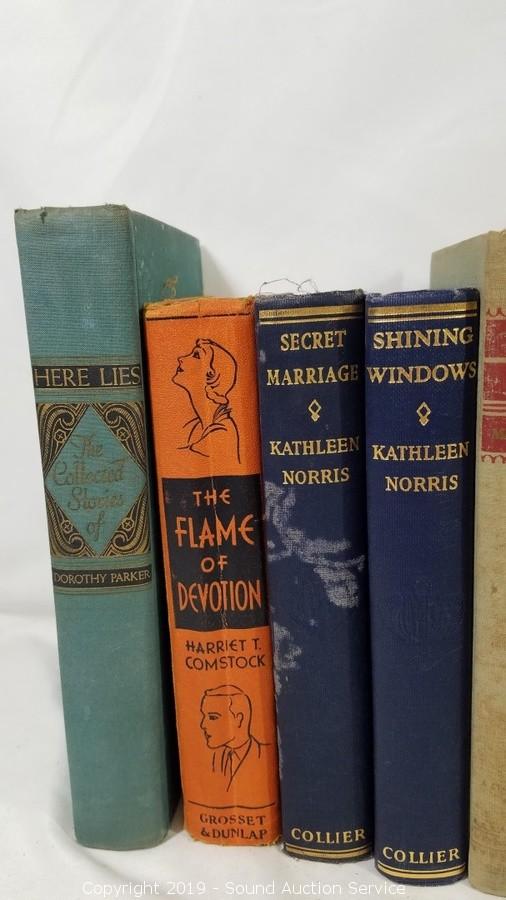 HERE LIES
The
Collected
Stories
of
DOROTHY PARKER
THE
FLAME
OF
DEVOTION
HARRIET T.
COMSTOCK
GROSSET
& DUNLAP
SECRET
MARRIAGE
KATHLEEN
NORRIS
COLLIER
SHINING
WINDOWS
KATHLEEN
NORRIS
COLLIER
Copyright 2019 - Sound Auction Service